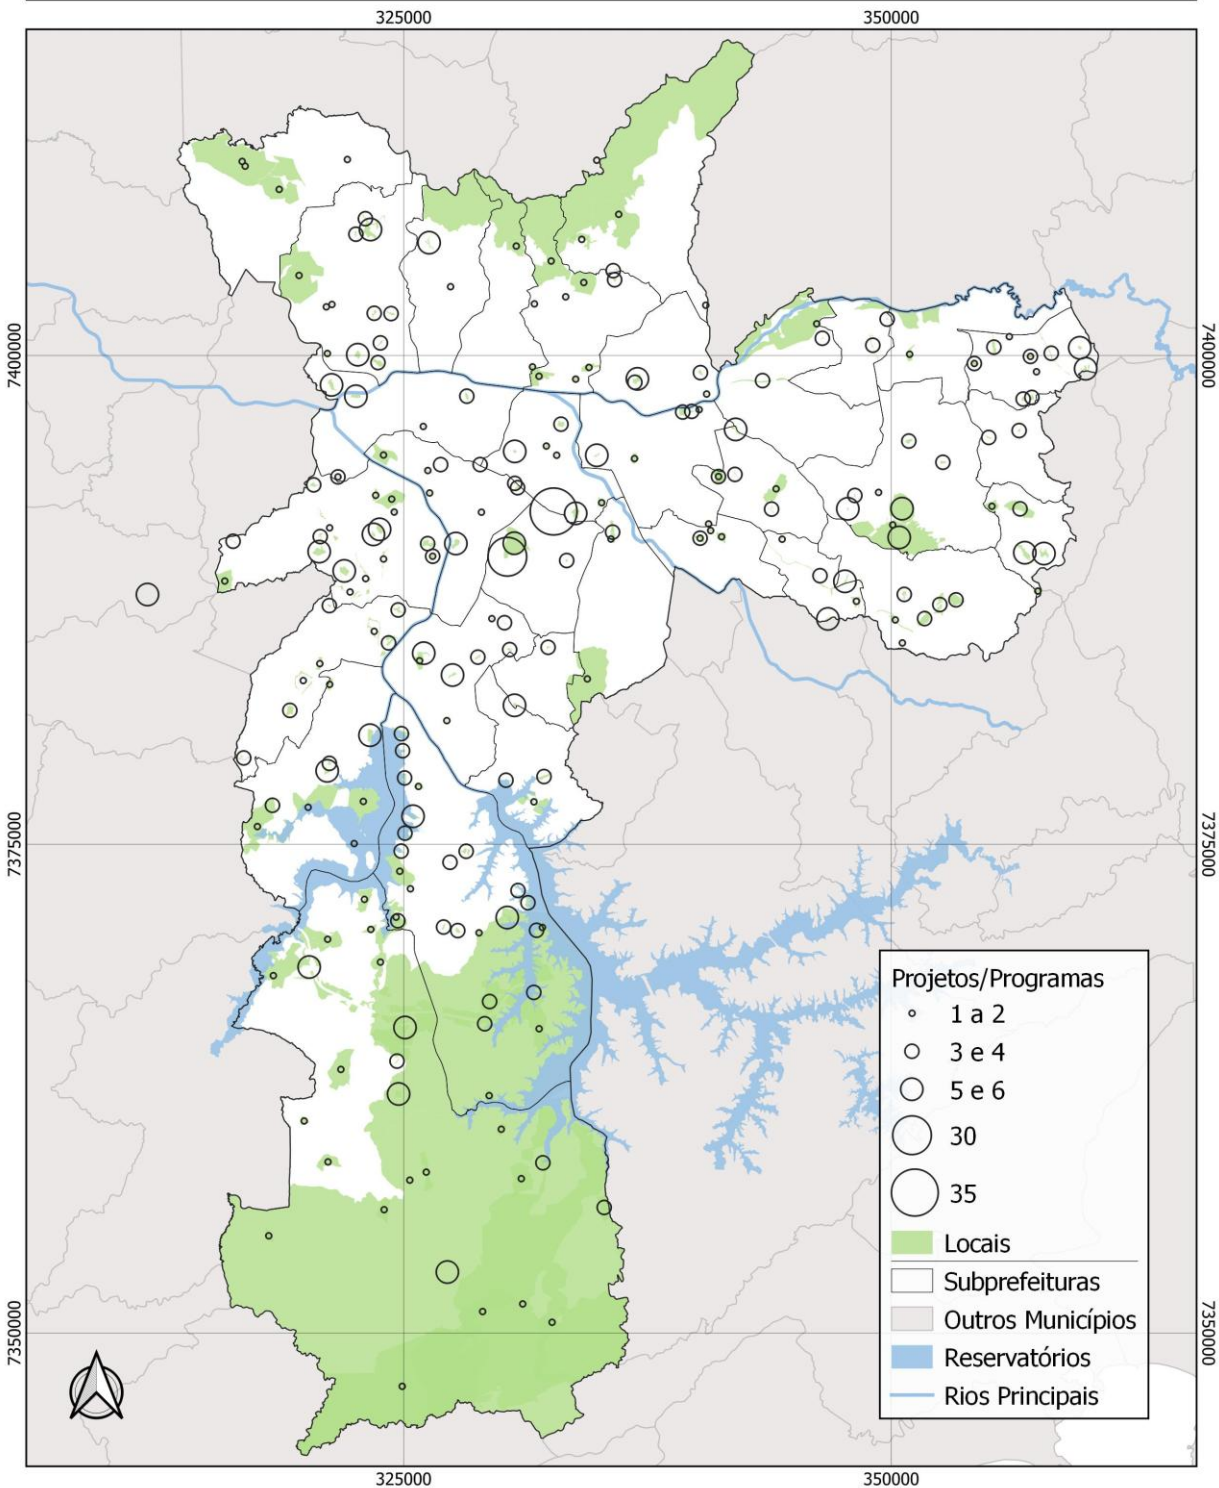 325000
350000
7400000
7400000
7375000
7375000
Projetos/Programas
1 a 2
3 e 4
5 e 6
30
35
Locais
Subprefeituras
Outros Municípios
Reservatórios
Rios Principais
7350000
7350000
325000
350000